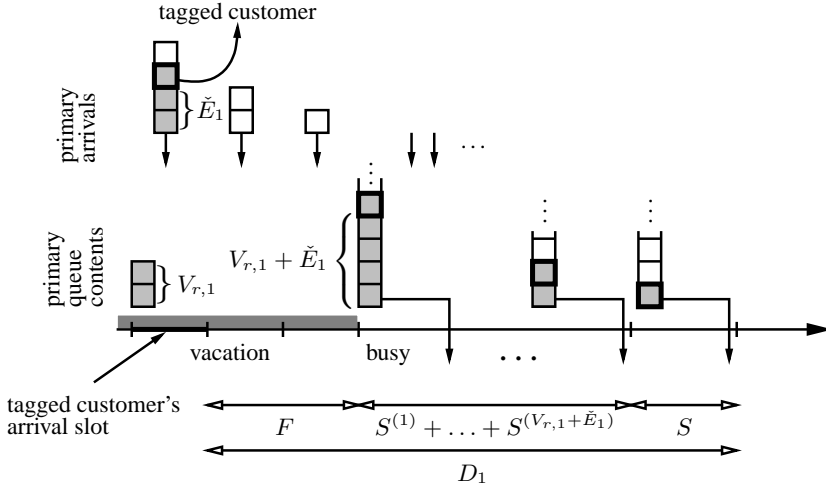 tagged customer
primary
arrivals
Ě₁
. . .
primary
queue
contents
V_{r,1}
V_{r,1} + Ě₁
vacation
busy
. . .
tagged customer's
arrival slot
F
S^{(1)} + . . . + S^{(V_{r,1}+Ě₁)}
S
D₁